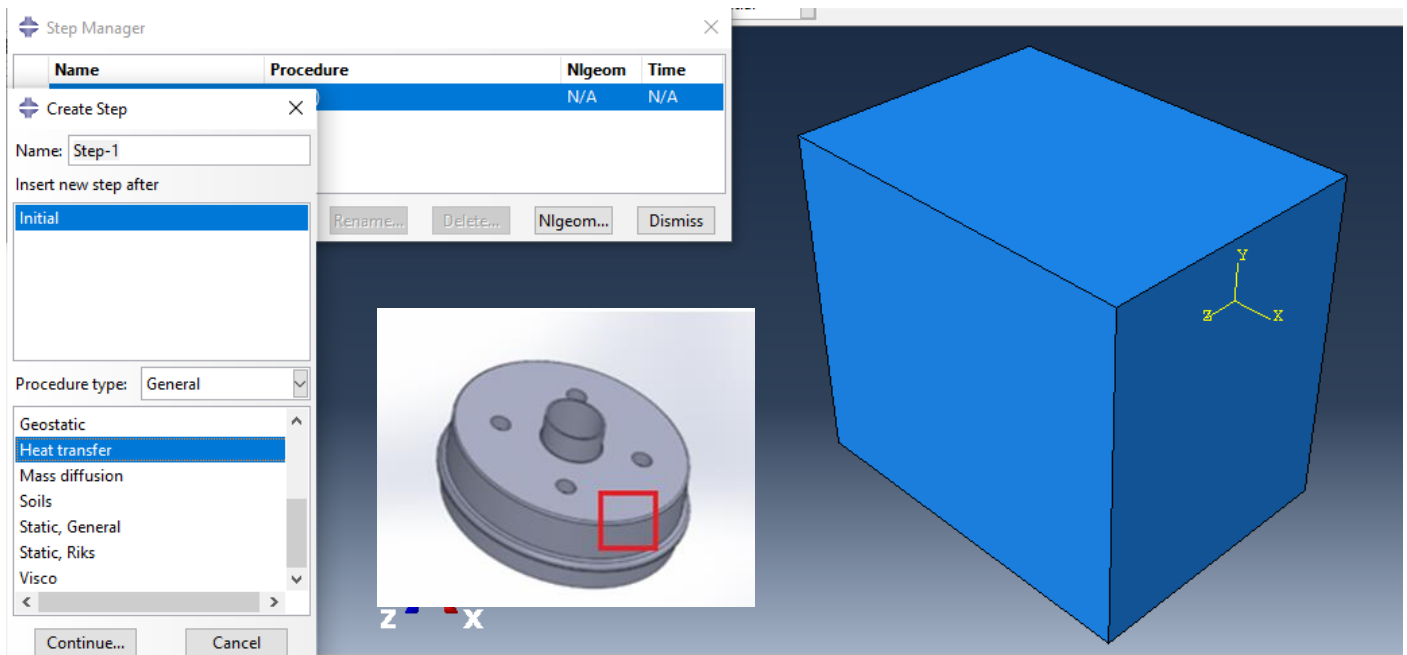 Step Manager
Name Procedure Nlgeom Time
) N/A N/A
Rename... Delete... Nlgeom... Dismiss
Create Step
Name: Step-1
Insert new step after
Initial
Procedure type: General
Geostatic
Heat transfer
Mass diffusion
Soils
Static, General
Static, Riks
Visco
Continue... Cancel
Y
Z X
Z X